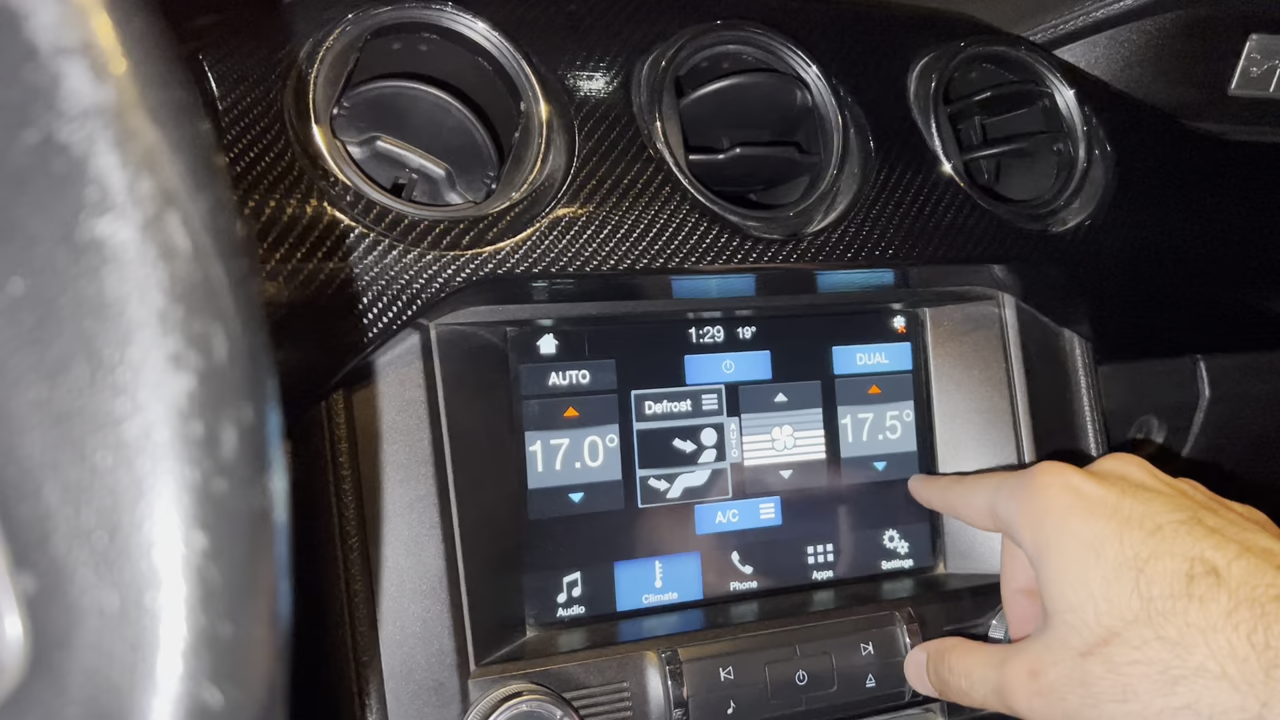 1:29 19°
AUTO
DUAL
Defrost
AUTO
17.0°
17.5°
A/C
Audio
Climate
Phone
Apps
Settings